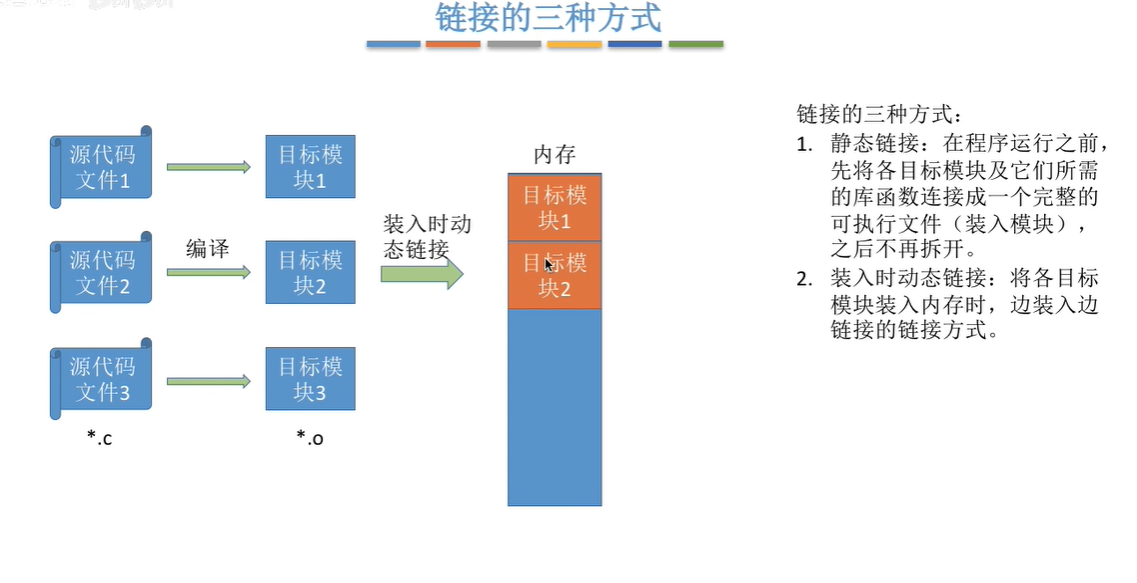 链接的三种方式
源代码
文件1
目标模
块1
源代码
文件2
编译
目标模
块2
源代码
文件3
目标模
块3
*.c
*.o
装入时动
态链接
内存
目标模
块1
目标模
块2
链接的三种方式：
1. 静态链接：在程序运行之前，
先将各目标模块及它们所需
的库函数连接成一个完整的
可执行文件（装入模块），
之后不再拆开。
2. 装入时动态链接：将各目标
模块装入内存时，边装入边
链接的链接方式。